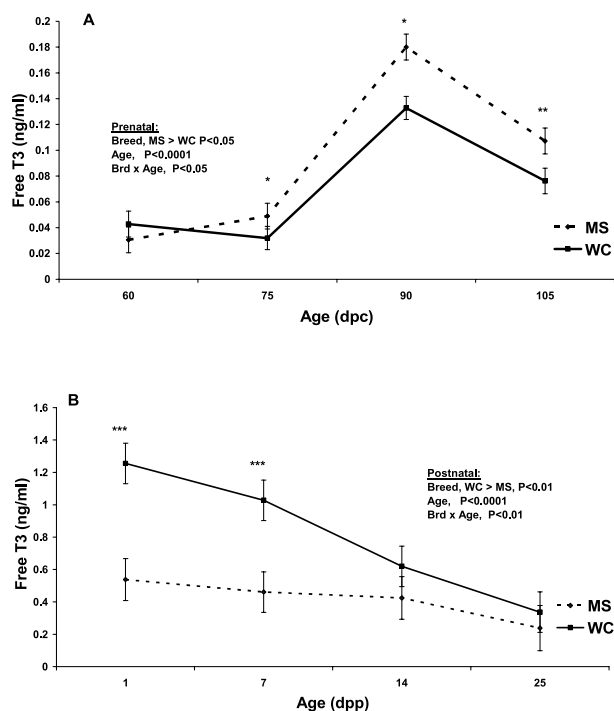 A
0.2
0.18
0.16
0.14
0.12
0.1
0.08
0.06
0.04
0.02
0
Free T3 (ng/ml)
Prenatal:
Breed, MS > WC P<0.05
Age, P<0.0001
Brd x Age, P<0.05
*
*
**
MS
WC
60 75 90 105
Age (dpc)
B
1.6
1.4
1.2
1
0.8
0.6
0.4
0.2
0
Free T3 (ng/ml)
***
***
Postnatal:
Breed, WC > MS, P<0.01
Age, P<0.0001
Brd x Age, P<0.01
MS
WC
1 7 14 25
Age (dpp)